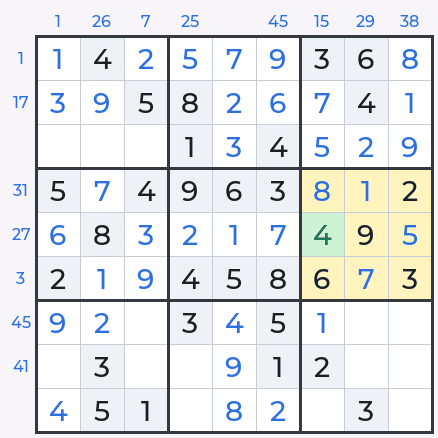 1 26 7 25 45 15 29 38
1 1 4 2 5 7 9 3 6 8
17 3 9 5 8 2 6 7 4 1
1 3 4 5 2 9
31 5 7 4 9 6 3 8 1 2
27 6 8 3 2 1 7 4 9 5
3 2 1 9 4 5 8 6 7 3
45 9 2 3 4 5 1
41 3 9 1 2
4 5 1 8 2 3